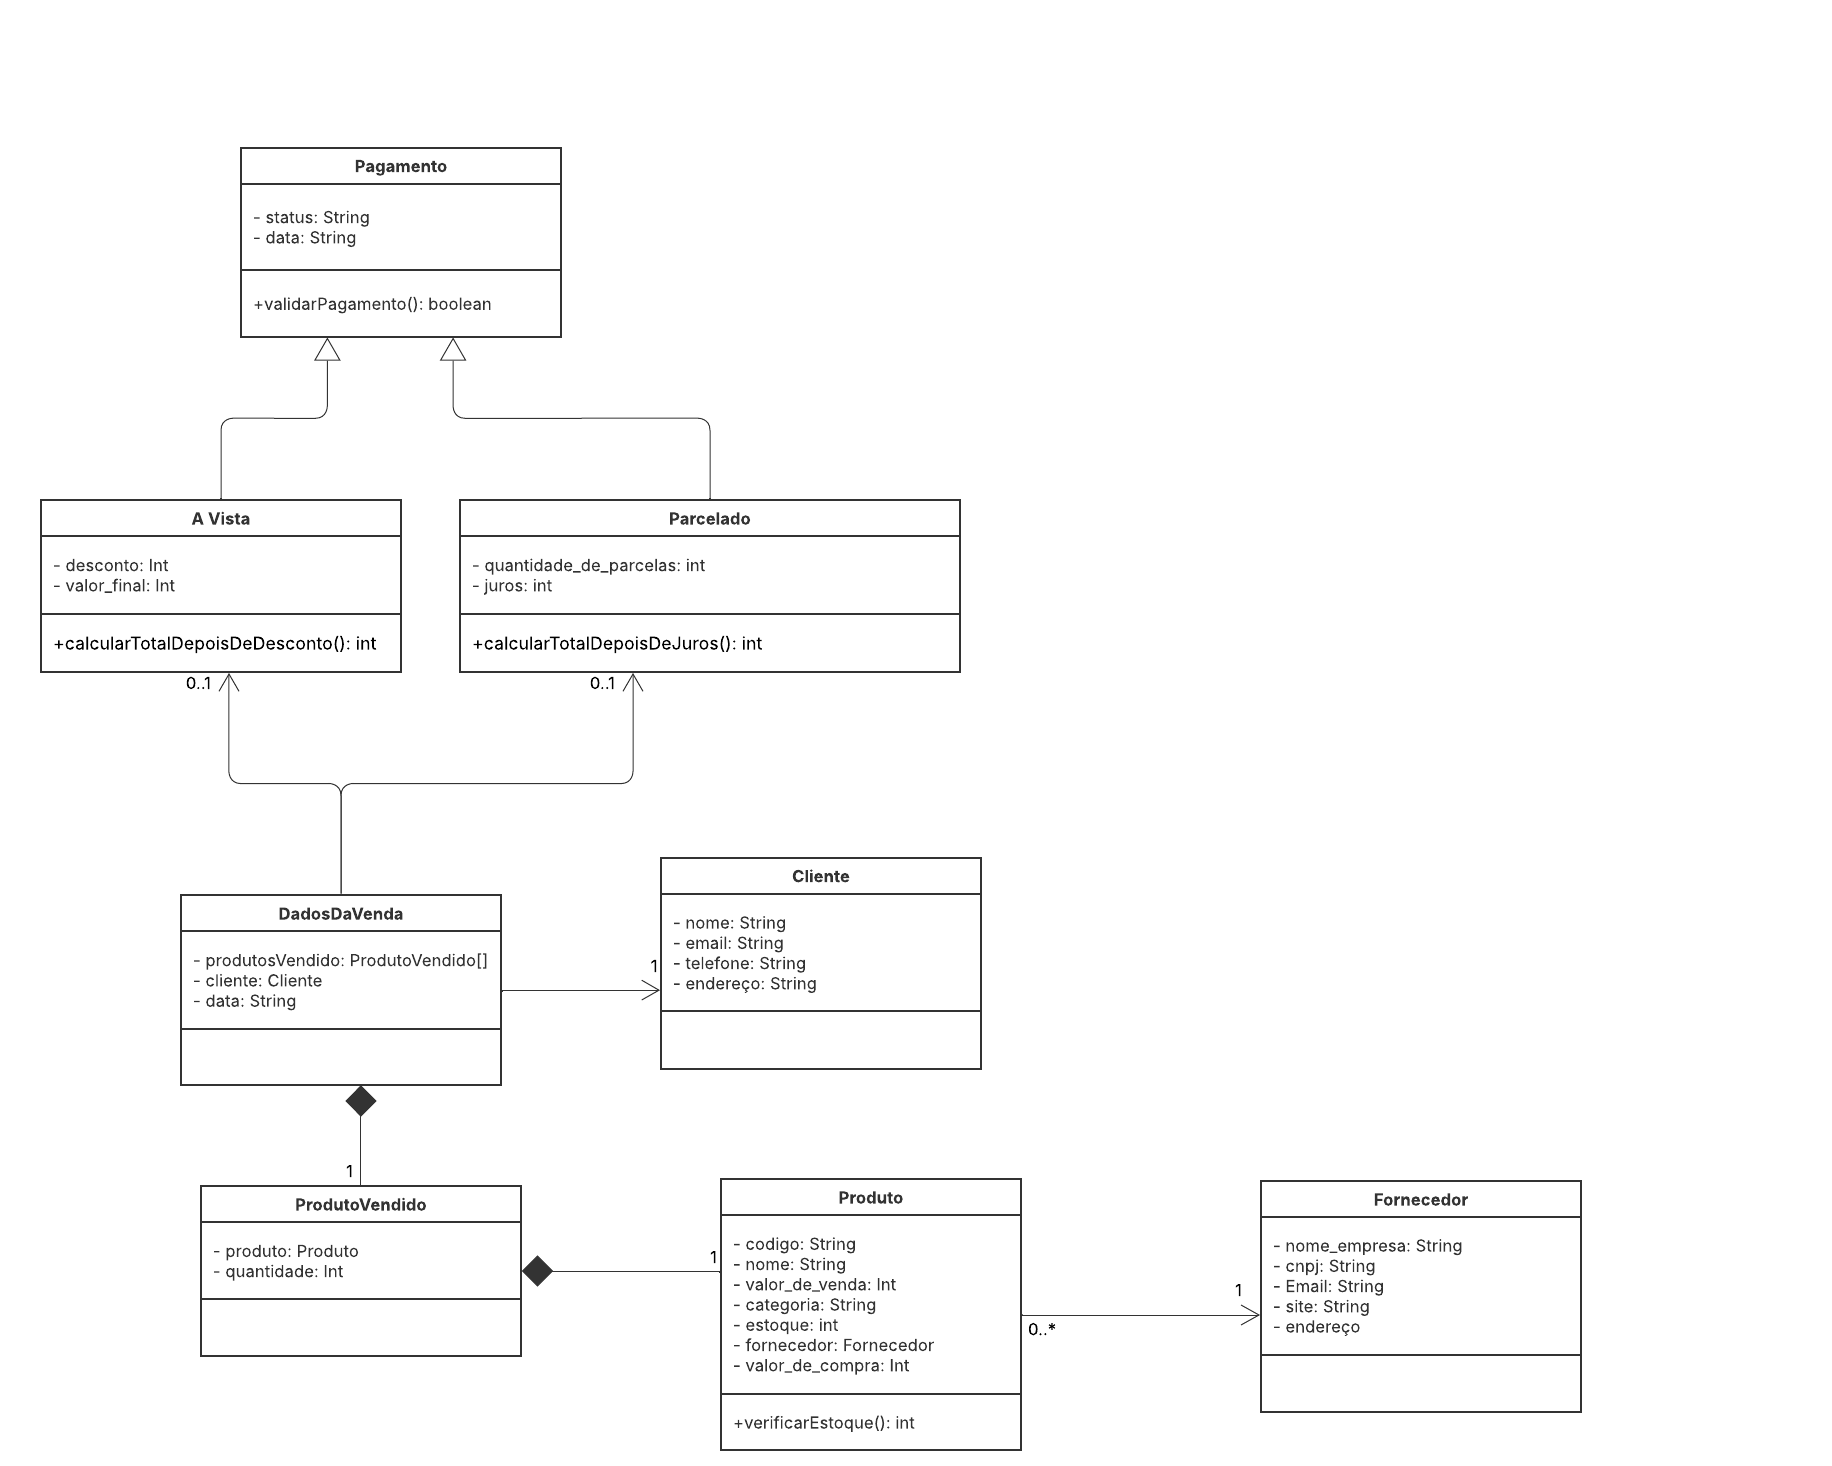 Pagamento
- status: String
- data: String
+validarPagamento(): boolean
A Vista
- desconto: Int
- valor_final: Int
+calcularTotalDepoisDeDesconto(): int
0..1
Parcelado
- quantidade_de_parcelas: int
- juros: int
+calcularTotalDepoisDeJuros(): int
0..1
DadosDaVenda
- produtosVendido: ProdutoVendido[]
- cliente: Cliente
- data: String
Cliente
- nome: String
- email: String
- telefone: String
- endereço: String
1
1
ProdutoVendido
- produto: Produto
- quantidade: Int
1
Produto
- codigo: String
- nome: String
- valor_de_venda: Int
- categoria: String
- estoque: int
- fornecedor: Fornecedor
- valor_de_compra: Int
+verificarEstoque(): int
0..*
1
Fornecedor
- nome_empresa: String
- cnpj: String
- Email: String
- site: String
- endereço